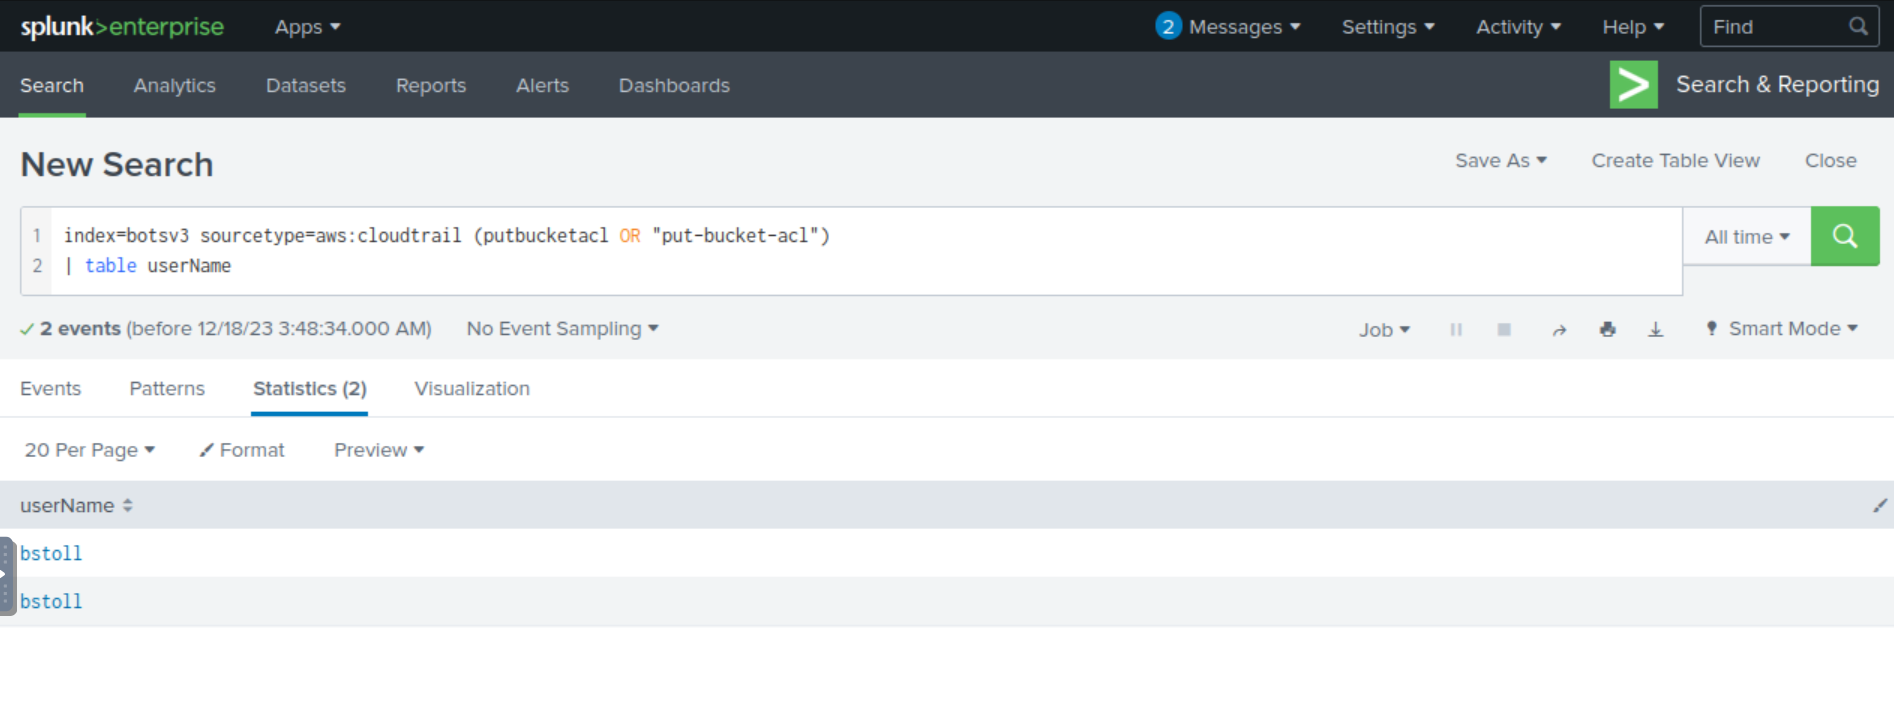 splunk>enterprise Apps 2 Messages Settings Activity Help Find
Search Analytics Datasets Reports Alerts Dashboards Search & Reporting
New Search Save As Create Table View Close
1 index=botsv3 sourcetype=aws:cloudtrail (putbucketacl OR "put-bucket-acl") All time
2 | table userName
2 events (before 12/18/23 3:48:34.000 AM) No Event Sampling Job Smart Mode
Events Patterns Statistics (2) Visualization
20 Per Page Format Preview
userName
bstoll
bstoll